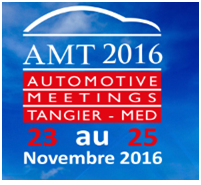 AMT 2016
AUTOMOTIVE
MEETINGS
TANGIER - MED
23 au 25
Novembre 2016